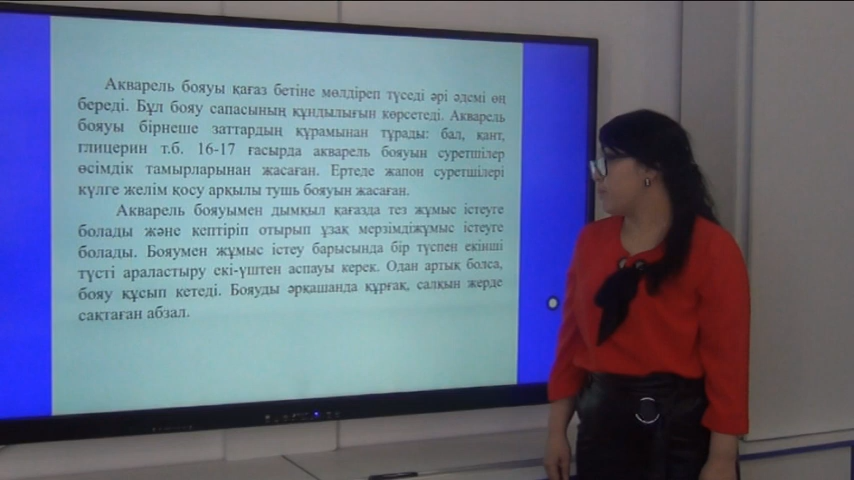 Акварель бояуы қағаз бетіне мөлдіреп түседі әрі әдемі өң
береді. Бұл бояу сапасының құндылығын көрсетеді. Акварель
бояуы бірнеше заттардың құрамынан тұрады: бал, қант,
глицерин т.б. 16-17 ғасырда акварель бояуын суретшілер
өсімдік тамырларынан жасаған. Ертеде жапон суретшілері
күлге желім қосу арқылы тушь бояуын жасаған.
Акварель бояуымен дымқыл қағазда тез жұмыс істеуге
болады және кептіріп отырып ұзақ мерзімдіжұмыс істеуге
болады. Бояумен жұмыс істеу барысында бір түспен екінші
түсті араластыру екі-үштен аспауы керек. Одан артық болса,
бояу құсып кетеді. Бояуды әрқашанда құрғақ, салқын жерде
сақтаған абзал.